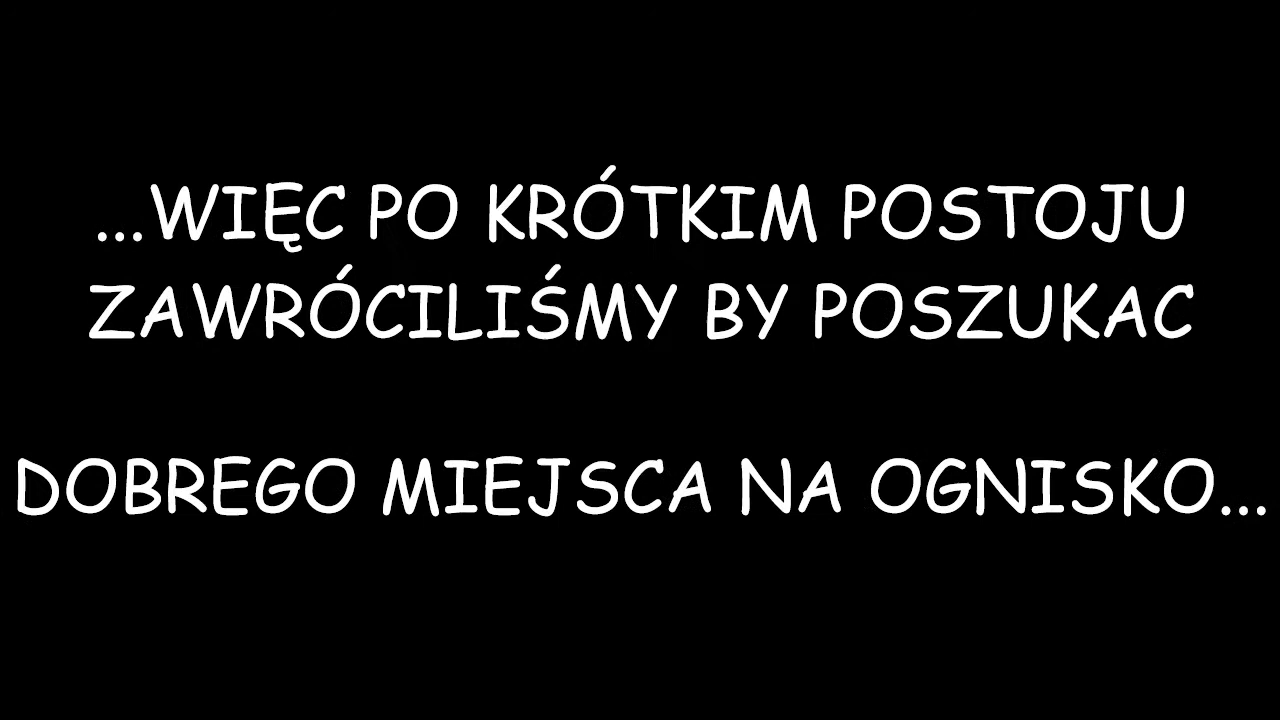 ...WIĘC PO KRÓTKIM POSTOJU
ZAWRÓCILIŚMY BY POSZUKAC
DOBREGO MIEJSCA NA OGNISKO...